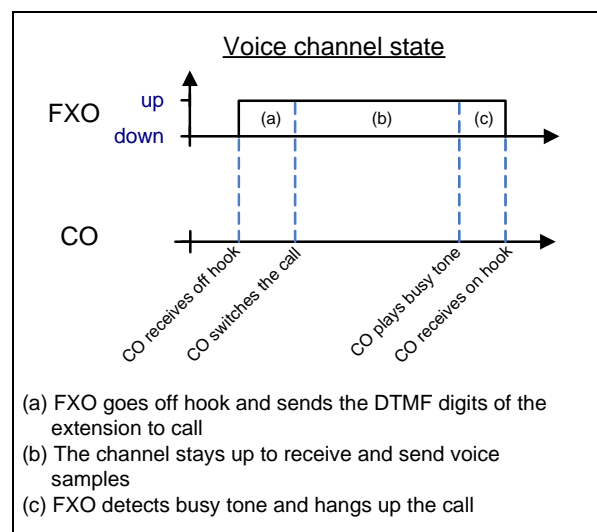 Voice channel state
FXO
up
down
(a)
(b)
(c)
CO
CO receives off hook
CO switches the call
CO plays busy tone
CO receives on hook
(a) FXO goes off hook and sends the DTMF digits of the
extension to call
(b) The channel stays up to receive and send voice
samples
(c) FXO detects busy tone and hangs up the call